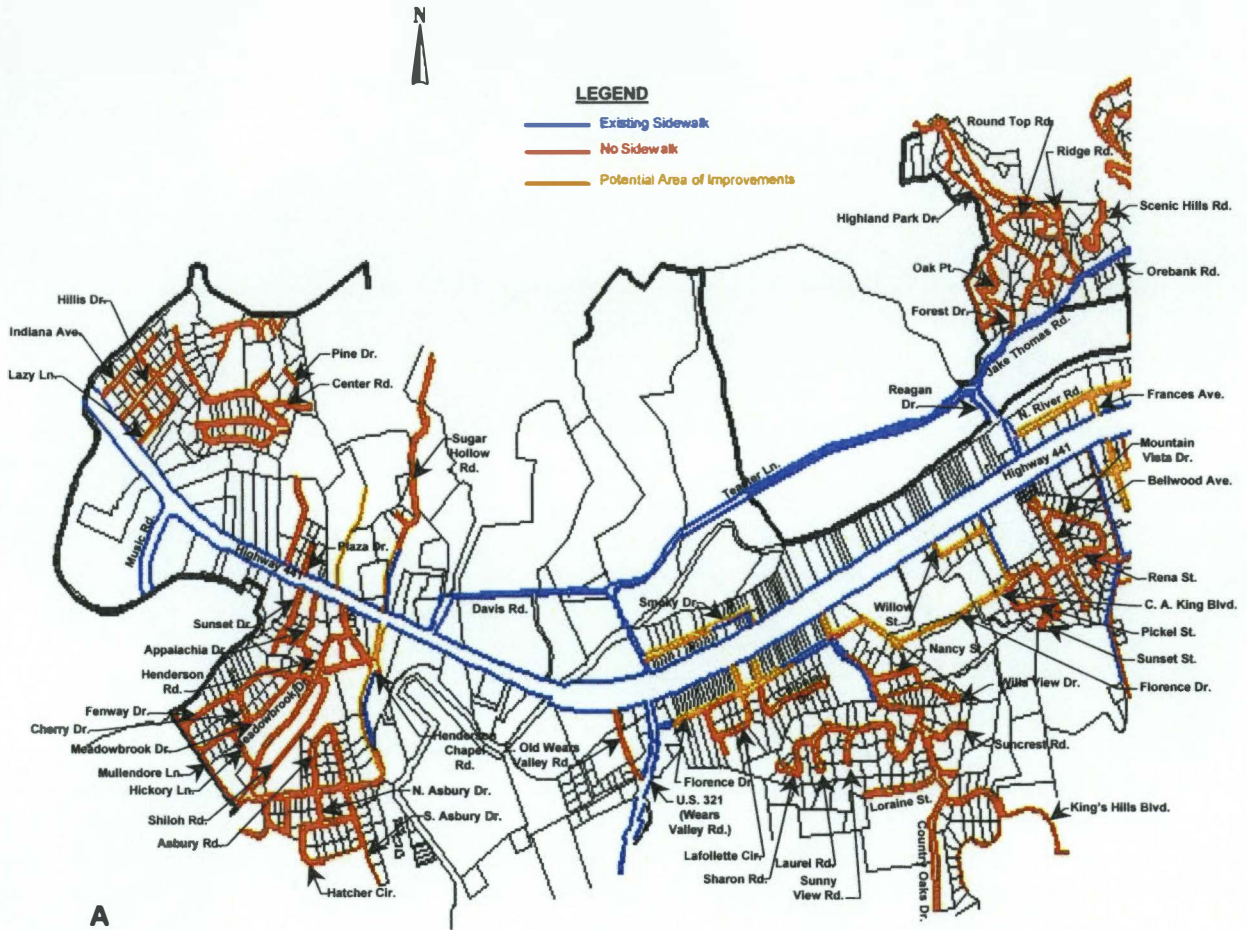 N
LEGEND
Existing Sidewalk
No Sidewalk
Potential Area of Improvements
Round Top Rd.
Ridge Rd.
Highland Park Dr.
Scenic Hills Rd.
Oak Pt.
Orebank Rd.
Forest Dr.
Jake Thomas Rd.
Hillis Dr.
Indiana Ave.
Lazy Ln.
Pine Dr.
Center Rd.
Reagan
Dr.
N. River Rd.
Frances Ave.
Sugar
Hollow
Rd.
Teaster Ln.
Highway 441
Mountain
Vista Dr.
Bellwood Ave.
Music Rd.
Highway 441
Plaza Dr.
Davis Rd.
Smoky Dr.
Willow
St.
Rena St.
C. A. King Blvd.
Pickel St.
Sunset St.
Nancy St.
Florence Dr.
Sunset Dr.
Appalachia Dr.
Henderson
Rd.
Fenway Dr.
Cherry Dr.
Meadowbrook Dr.
Meadowbrook Dr.
Mullendore Ln.
Hickory Ln.
Shiloh Rd.
Asbury Rd.
N. Asbury Dr.
S. Asbury Dr.
Hatcher Cir.
Henderson
Chapel
Rd.
E. Old Wears
Valley Rd.
Florence Dr.
U.S. 321
(Wears
Valley Rd.)
Lafollette Cir.
Sharon Rd.
Laurel Rd.
Sunny
View Rd.
Wills View Dr.
Suncrest Rd.
Loraine St.
Country Oaks Dr.
King's Hills Blvd.
A